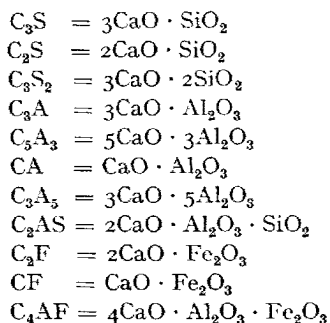 C₃S = 3CaO · SiO₂
C₂S = 2CaO · SiO₂
C₃S₂ = 3CaO · 2SiO₂
C₃A = 3CaO · Al₂O₃
C₅A₃ = 5CaO · 3Al₂O₃
CA = CaO · Al₂O₃
C₃A₅ = 3CaO · 5Al₂O₃
C₂AS = 2CaO · Al₂O₃ · SiO₂
C₂F = 2CaO · Fe₂O₃
CF = CaO · Fe₂O₃
C₄AF = 4CaO · Al₂O₃ · Fe₂O₃